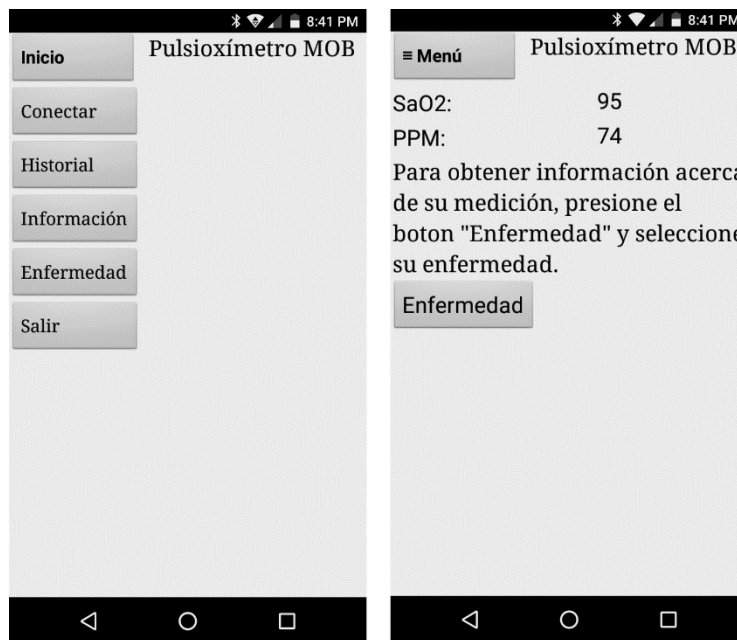 8:41 PM
Inicio
Pulsioxímetro MOB
Conectar
Historial
Información
Enfermedad
Salir
8:41 PM
≡ Menú
Pulsioxímetro MOB
SaO2: 95
PPM: 74
Para obtener información acerca
de su medición, presione el
boton "Enfermedad" y seleccione
su enfermedad.
Enfermedad